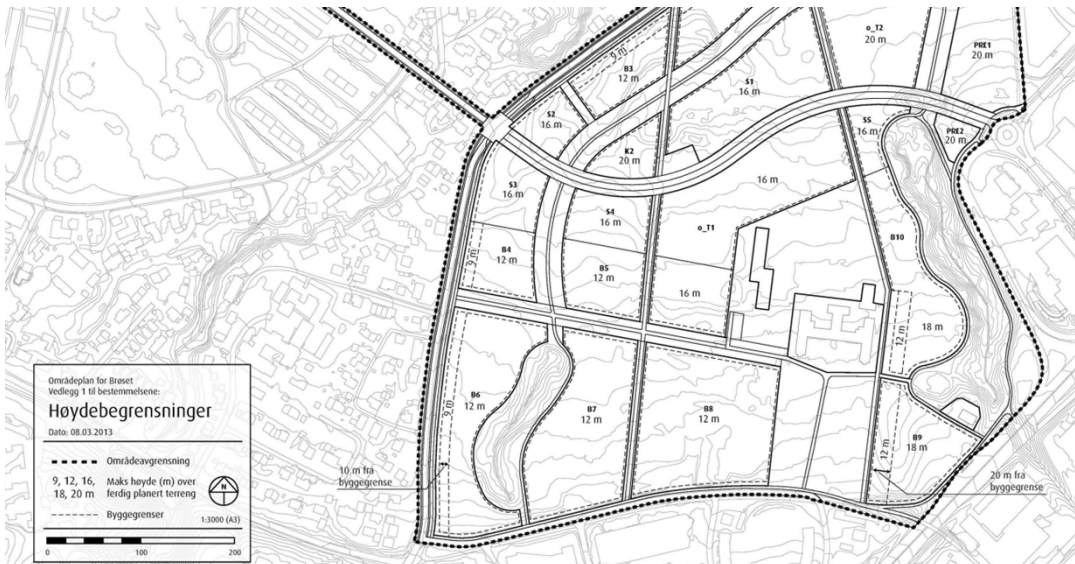 o_T2
20 m
PRE1
20 m
B3
12 m
9 m
S1
16 m
S2
16 m
S5
16 m
PRE2
20 m
K2
20 m
16 m
S3
16 m
S4
16 m
o_T1
B10
B4
12 m
9 m
B5
12 m
16 m
18 m
12 m
B6
12 m
9 m
B7
12 m
B8
12 m
B9
18 m
12 m
10 m fra
byggegrense
20 m fra
byggegrense
Områdeplan for Brøset
Vedlegg 1 til bestemmelsene:
Høydebegrensninger
Dato: 08.03.2013
Områdeavgrensning
9, 12, 16,
18, 20 m
Maks høyde (m) over
ferdig planert terreng
N
Byggegrenser
1:3000 (A3)
0 100 200